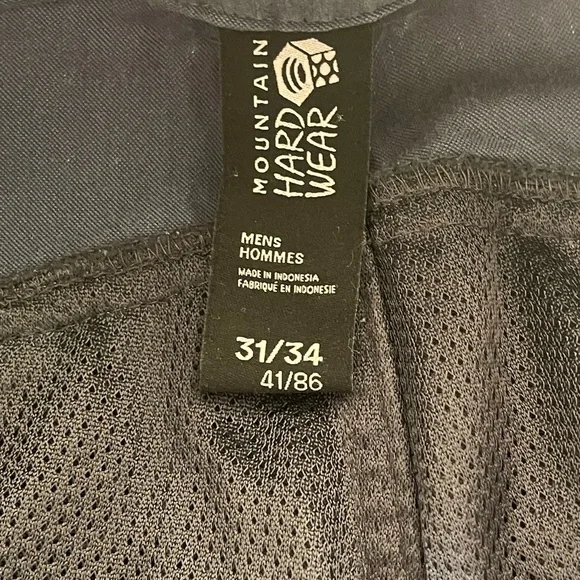 MOUNTAIN
HARD
WEAR
MENS
HOMMES
MADE IN INDONESIA
FABRIQUÉ EN INDONESIE
31/34
41/86